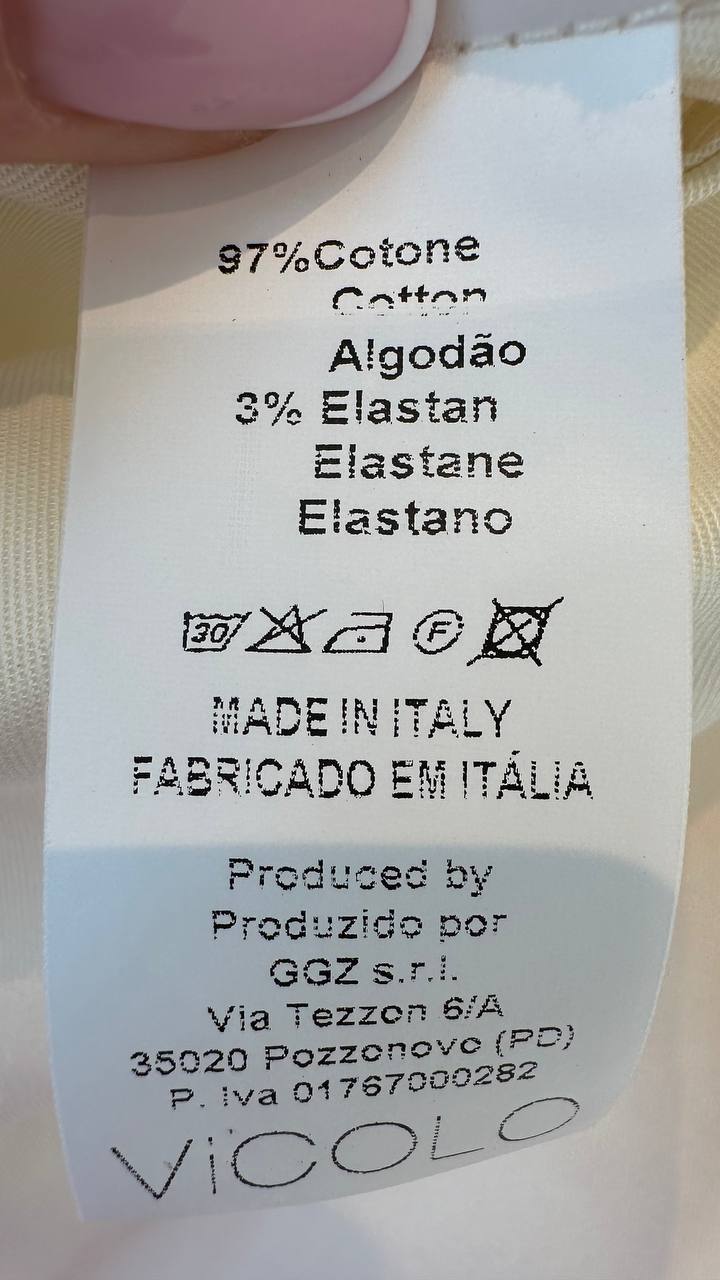 97%Cotone
Cotton
Algodão
3% Elastan
Elastane
Elastano
30 F
MADE IN ITALY
FABRICADO EM ITÁLIA
Produced by
Produzido por
GGZ s.r.l.
Via Tezzon 6/A
35020 Pozzonovo (PD)
P. Iva 01767000282
ViCOLO